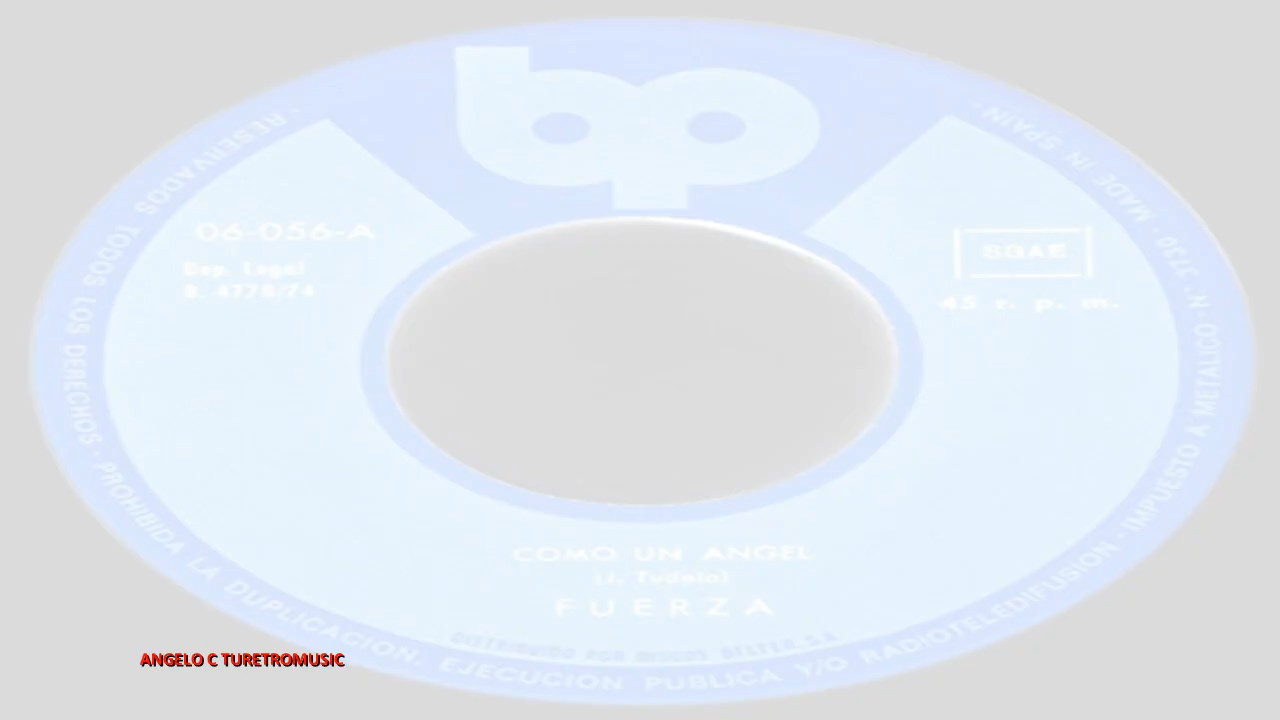 bp
06-056-A
Dep. Legal
B. 4778/74
SGAE
45 r. p. m.
COMO UN ANGEL
(J. Tudela)
FUERZA
DISTRIBUIDO POR DISCOS BELTER, S.A.
RESERVADOS TODOS LOS DERECHOS · PROHIBIDA LA DUPLICACION, EJECUCION PUBLICA Y/O RADIOTELEDIFUSION · IMPUESTO A METALICO · N. 3730 · MADE IN SPAIN ·
ANGELO C TURETROMUSIC